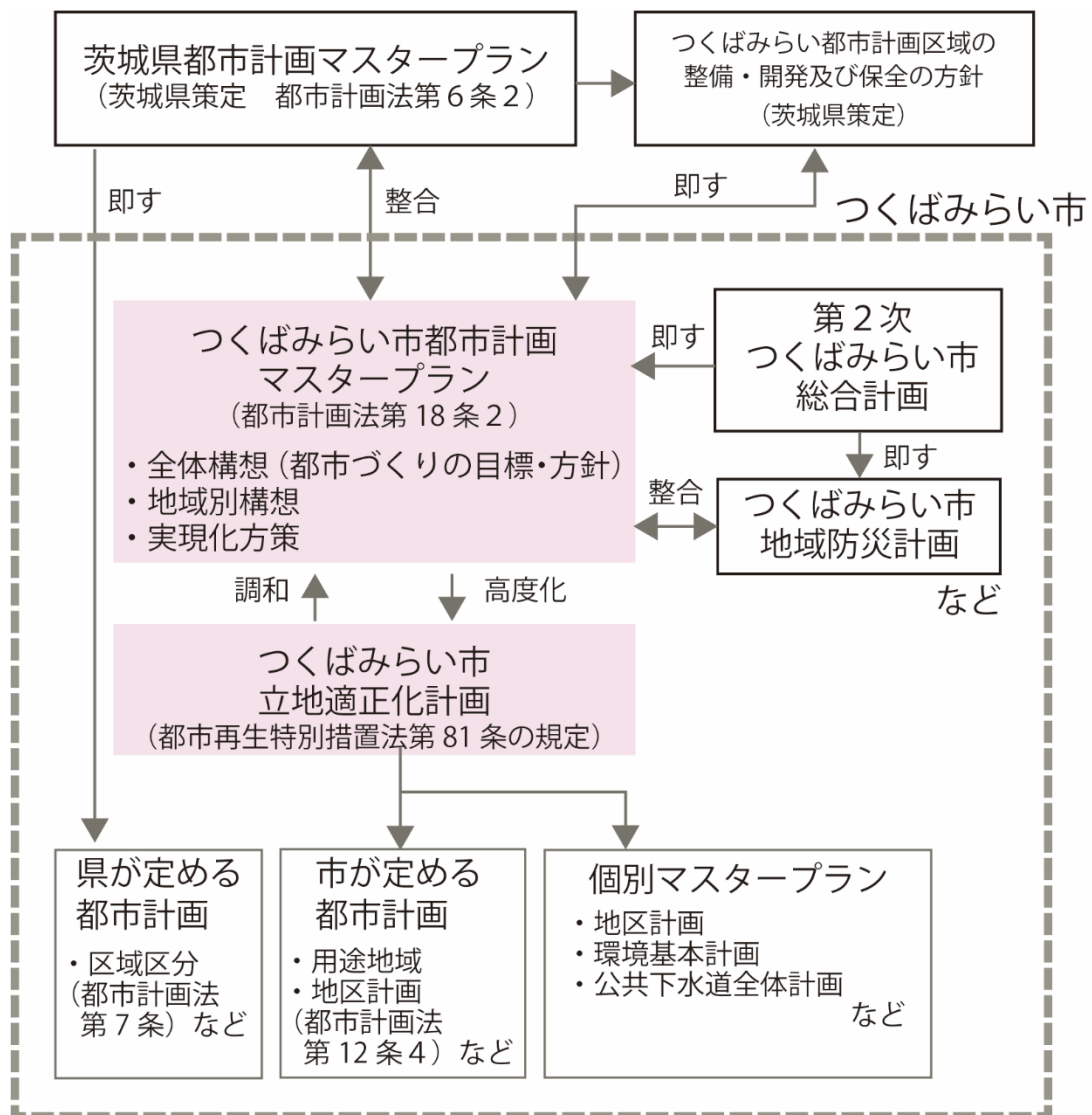 茨城県都市計画マスタープラン
（茨城県策定　都市計画法第６条２）
つくばみらい都市計画区域の
整備・開発及び保全の方針
（茨城県策定）
即す
整合
即す
つくばみらい市
つくばみらい市都市計画
マスタープラン
（都市計画法第 18 条２）
・全体構想（都市づくりの目標・方針）
・地域別構想
・実現化方策
即す
第２次
つくばみらい市
総合計画
即す
整合
つくばみらい市
地域防災計画
など
調和
高度化
つくばみらい市
立地適正化計画
（都市再生特別措置法第 81 条の規定）
県が定める
都市計画
・区域区分
（都市計画法
第７条）など
市が定める
都市計画
・用途地域
・地区計画
（都市計画法
第 12 条４）など
個別マスタープラン
・地区計画
・環境基本計画
・公共下水道全体計画
など